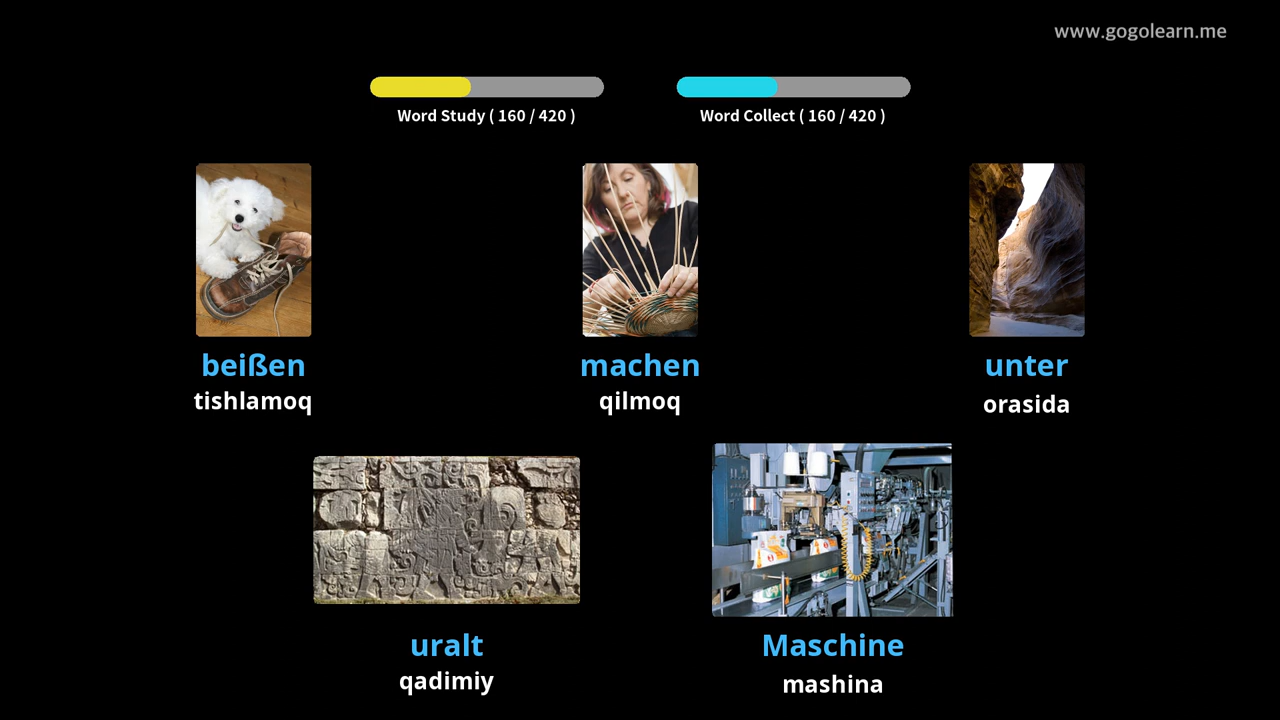 www.gogolearn.me
Word Study ( 160 / 420 )
Word Collect ( 160 / 420 )
beißen
tishlamoq
machen
qilmoq
unter
orasida
uralt
qadimiy
Maschine
mashina